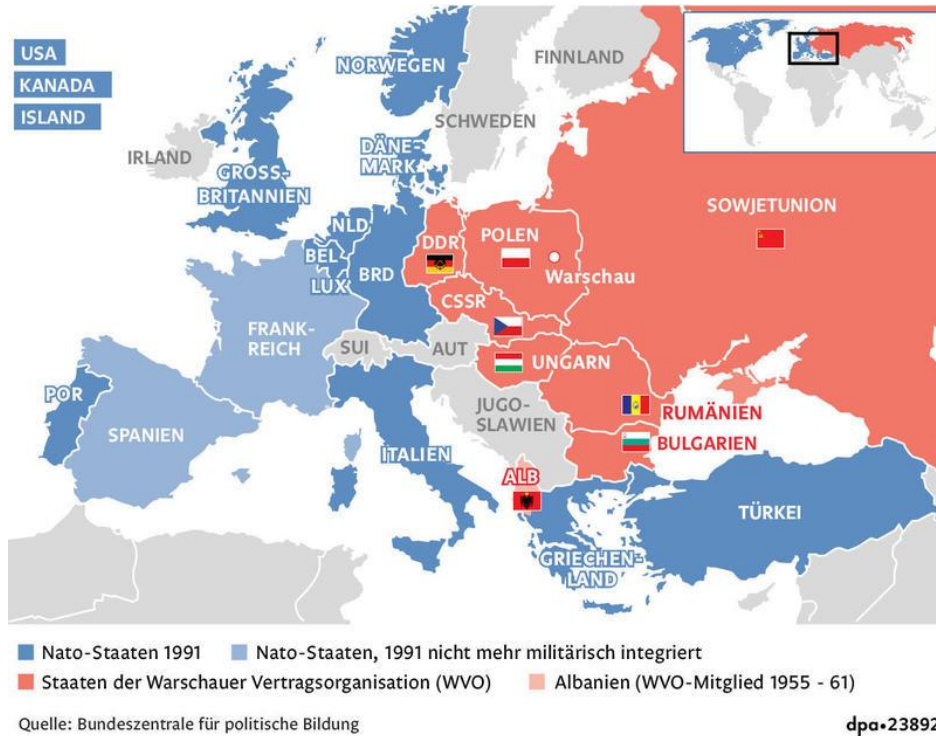 USA
KANADA
ISLAND
NORWEGEN
FINNLAND
SCHWEDEN
IRLAND
GROSS-
BRITANNIEN
DÄNE-
MARK
NLD
BEL
LUX
BRD
DDR
POLEN
Warschau
SOWJETUNION
CSSR
FRANK-
REICH
SUI
AUT
UNGARN
JUGO-
SLAWIEN
RUMÄNIEN
BULGARIEN
POR
SPANIEN
ITALIEN
ALB
GRIECHEN-
LAND
TÜRKEI
Nato-Staaten 1991
Nato-Staaten, 1991 nicht mehr militärisch integriert
Staaten der Warschauer Vertragsorganisation (WVO)
Albanien (WVO-Mitglied 1955 - 61)
Quelle: Bundeszentrale für politische Bildung
dpa•23892